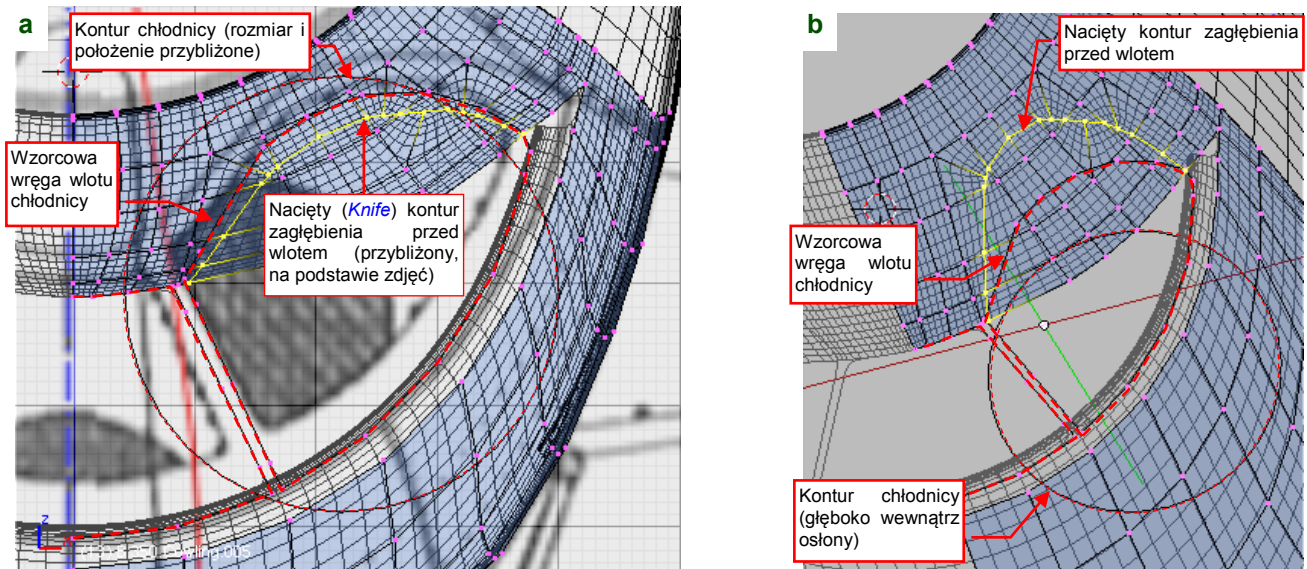 a
Kontur chłodnicy (rozmiar i
położenie przybliżone)
Wzorcowa
wręga wlotu
chłodnicy
Nacięty (Knife) kontur
zagłębienia przed
wlotem (przybliżony,
na podstawie zdjęć)
z
b
Nacięty kontur zagłębienia
przed wlotem
Wzorcowa
wręga wlotu
chłodnicy
Kontur chłodnicy
(głęboko wewnątrz
osłony)